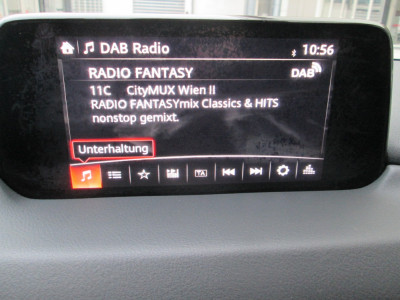 DAB Radio 10:56
RADIO FANTASY DAB
11C CityMUX Wien II
RADIO FANTASYmix Classics & HITS
nonstop gemixt.
Unterhaltung
TA